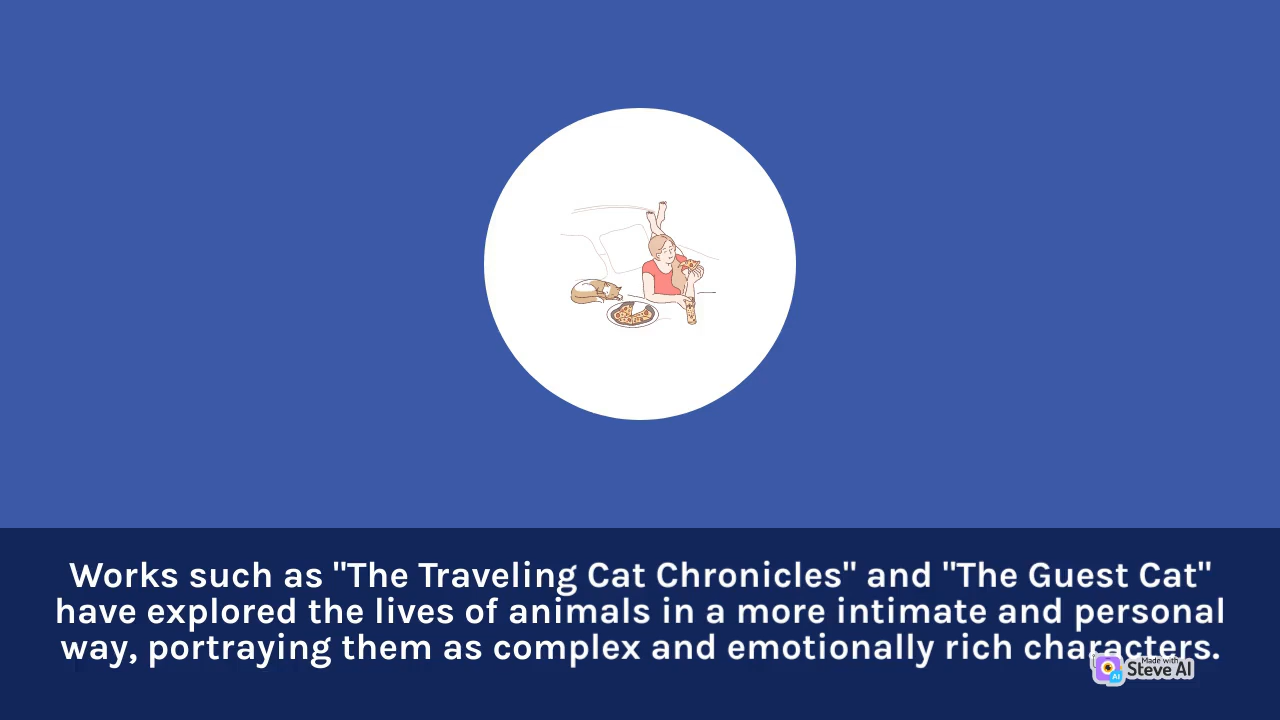 Works such as "The Traveling Cat Chronicles" and "The Guest Cat"
have explored the lives of animals in a more intimate and personal
way, portraying them as complex and emotionally rich characters.
Made with
Steve AI
AI